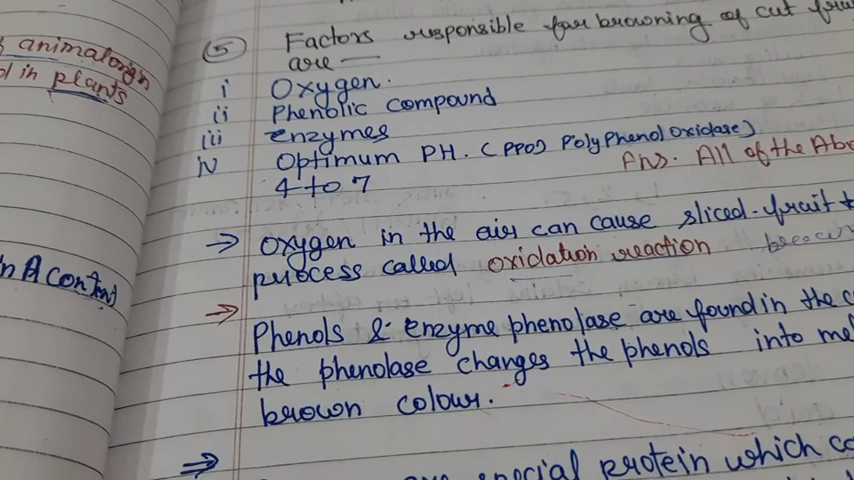 animal origin
in plants
n A content
(5) Factors responsible for browning of cut
are —
i Oxygen.
ii Phenolic compound
iii enzymes
iv Optimum PH. (PPO) PolyPhenol Oxidase)
4 to 7
Ans. All of the
→ Oxygen in the air can cause sliced fruit
process called oxidation reaction
→
Phenols & enzyme phenolase are found in the
the phenolase changes the phenols into
brown colour.
⇒
special protein which